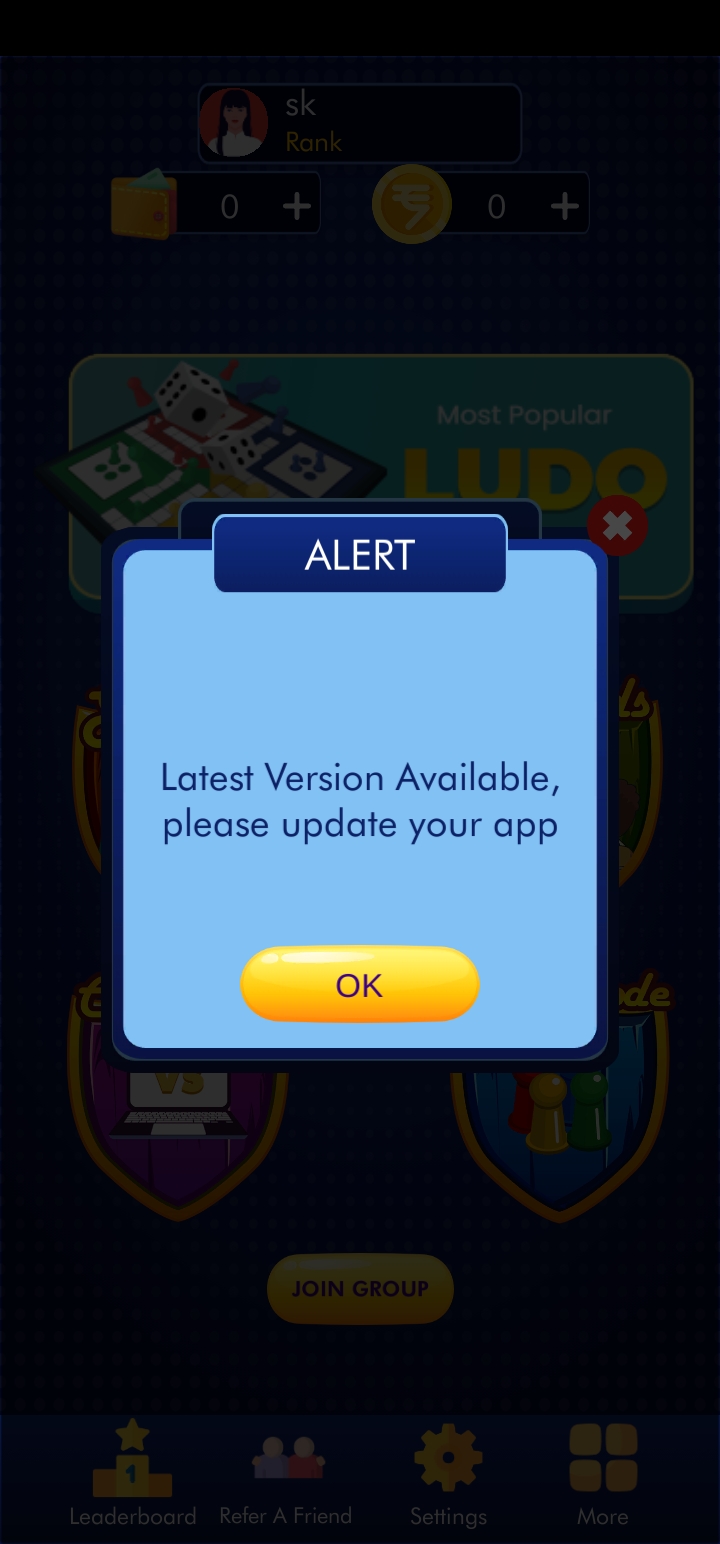 sk
Rank
0
0
Most Popular
LUDO
ALERT
Latest Version Available,
please update your app
OK
VS
JOIN GROUP
1
Leaderboard
Refer A Friend
Settings
More